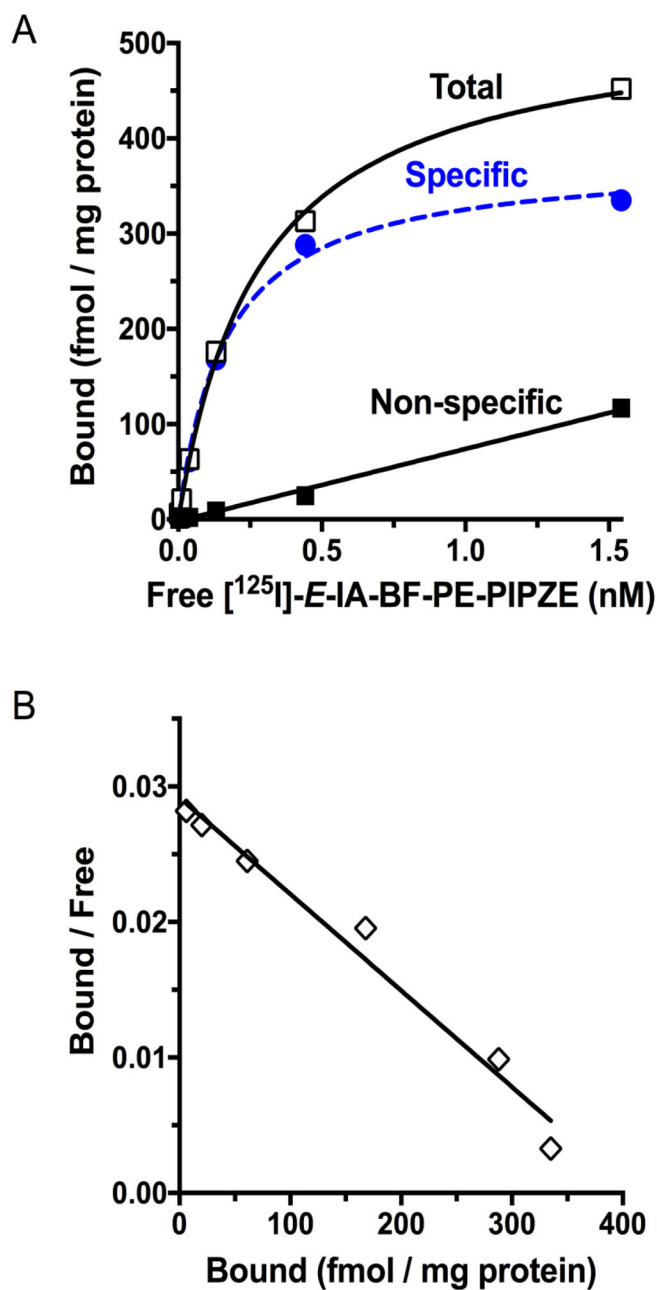 A
500
400
300
200
100
0
Bound (fmol / mg protein)
Total
Specific
Non-specific
0.0 0.5 1.0 1.5
Free [¹²⁵I]-E-IA-BF-PE-PIPZE (nM)
B
0.03
0.02
0.01
0.00
Bound / Free
0 100 200 300 400
Bound (fmol / mg protein)